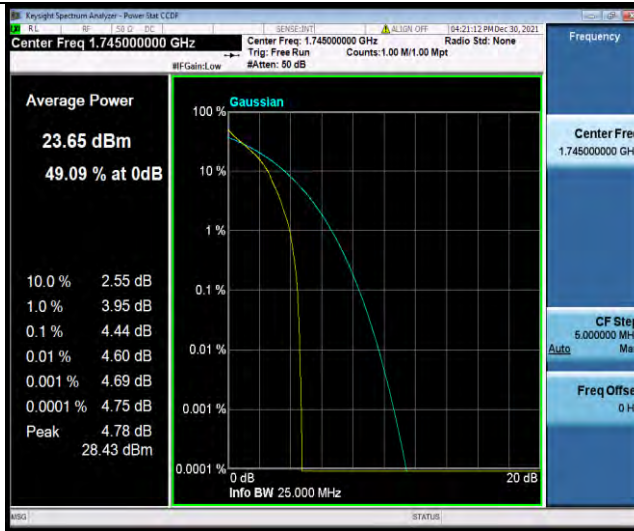 Keysight Spectrum Analyzer - Power Stat CCDF
RL RF 50 Ω DC SENSE:INT ALIGN OFF 04:21:12 PM Dec 30, 2021
Center Freq 1.745000000 GHz
Center Freq: 1.745000000 GHz Radio Std: None
Trig: Free Run Counts:1.00 M/1.00 Mpt
#IFGain:Low #Atten: 50 dB
Frequency
Average Power
23.65 dBm
49.09 % at 0dB
10.0 % 2.55 dB
1.0 % 3.95 dB
0.1 % 4.44 dB
0.01 % 4.60 dB
0.001 % 4.69 dB
0.0001 % 4.75 dB
Peak 4.78 dB
28.43 dBm
Gaussian
100 %
10 %
1 %
0.1 %
0.01 %
0.001 %
0.0001 %
0 dB 20 dB
Info BW 25.000 MHz
Center Fre
1.745000000 GH
CF Ste
5.000000 MH
Auto Ma
Freq Offse
0 H
MSG STATUS